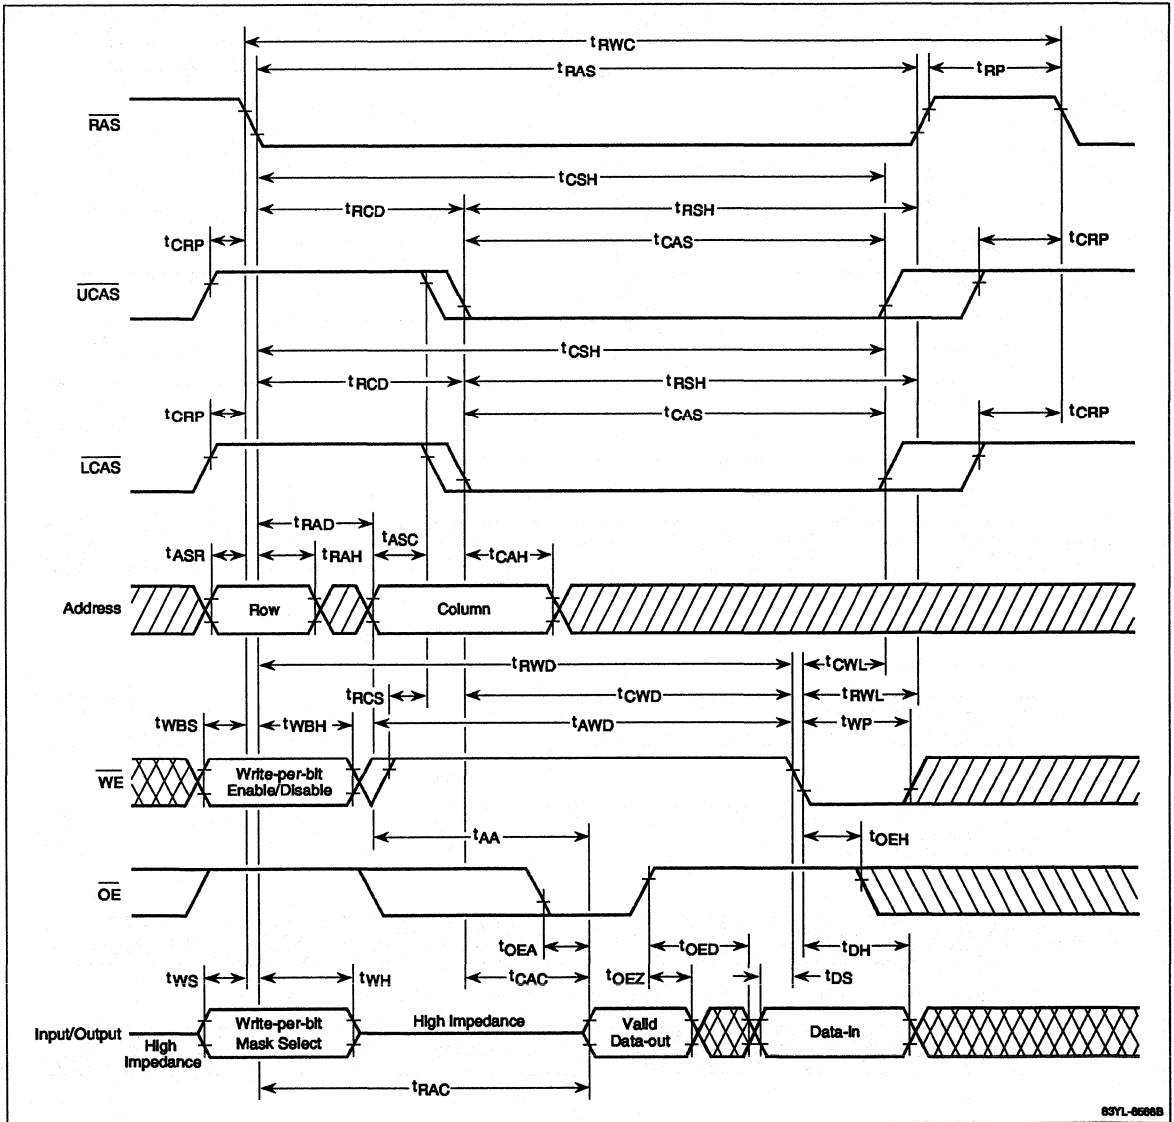 tRWC
tRAS
tRP
RAS
tCSH
tRCD
tRSH
tCRP
tCAS
tCRP
UCAS
tCSH
tRCD
tRSH
tCRP
tCAS
tCRP
LCAS
tRAD
tASR
tRAH
tASC
tCAH
Address
Row
Column
tRWD
tCWL
tRCS
tCWD
tRWL
tWBS
tWBH
tAWD
tWP
WE
Write-per-bit
Enable/Disable
tAA
tOEH
OE
tOEA
tOED
tDH
tWS
tWH
tCAC
tOEZ
tDS
Input/Output
High
Impedance
Write-per-bit
Mask Select
High Impedance
Valid
Data-out
Data-in
tRAC
83YL-6568B